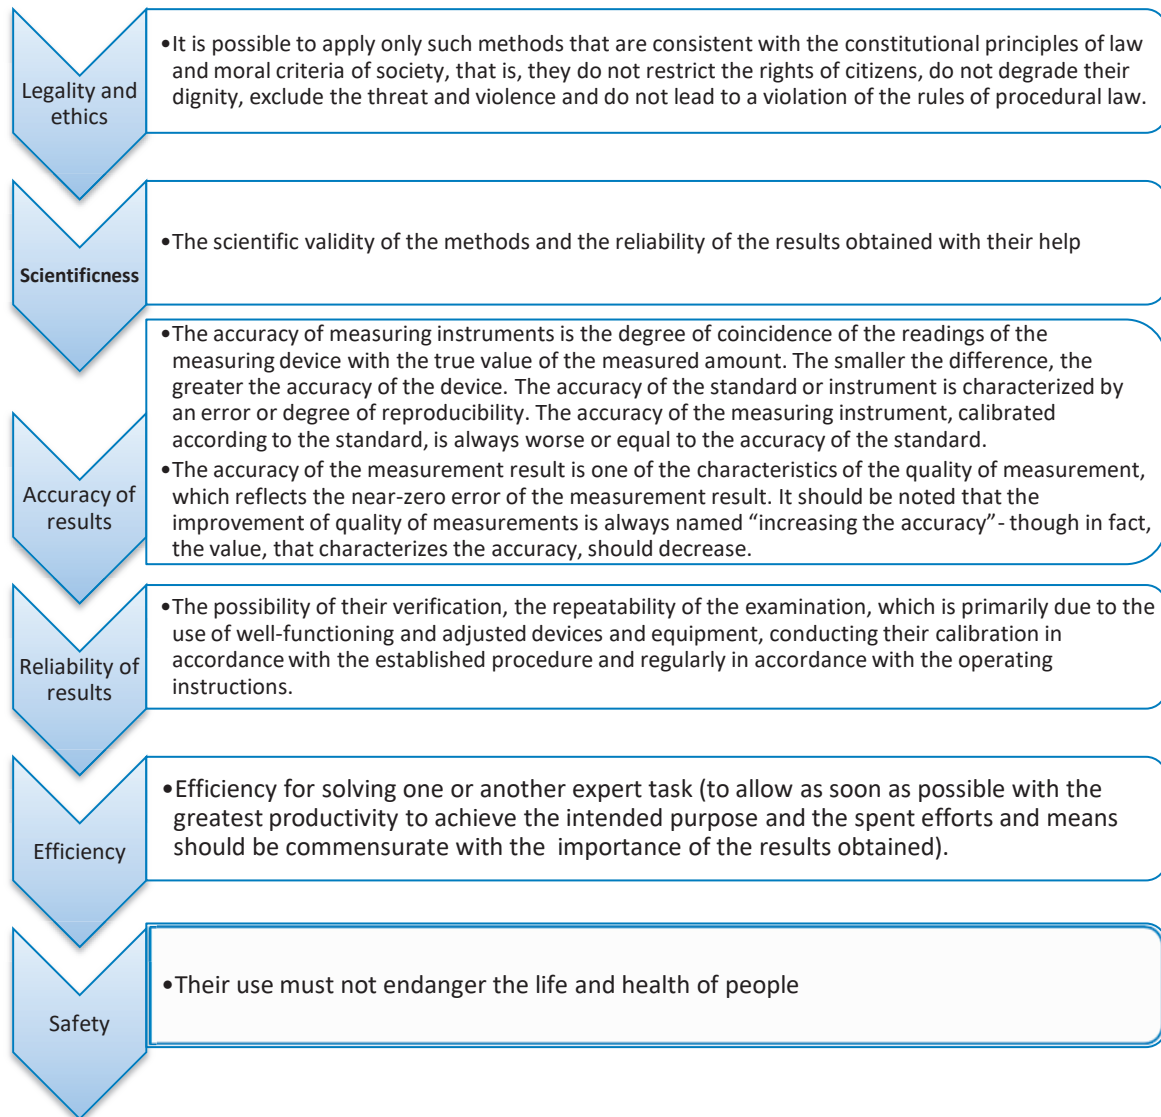 Legality and
ethics
•It is possible to apply only such methods that are consistent with the constitutional principles of law
and moral criteria of society, that is, they do not restrict the rights of citizens, do not degrade their
dignity, exclude the threat and violence and do not lead to a violation of the rules of procedural law.
Scientificness
•The scientific validity of the methods and the reliability of the results obtained with their help
Accuracy of
results
•The accuracy of measuring instruments is the degree of coincidence of the readings of the
measuring device with the true value of the measured amount. The smaller the difference, the
greater the accuracy of the device. The accuracy of the standard or instrument is characterized by
an error or degree of reproducibility. The accuracy of the measuring instrument, calibrated
according to the standard, is always worse or equal to the accuracy of the standard.
•The accuracy of the measurement result is one of the characteristics of the quality of measurement,
which reflects the near-zero error of the measurement result. It should be noted that the
improvement of quality of measurements is always named “increasing the accuracy”- though in fact,
the value, that characterizes the accuracy, should decrease.
Reliability of
results
•The possibility of their verification, the repeatability of the examination, which is primarily due to the
use of well-functioning and adjusted devices and equipment, conducting their calibration in
accordance with the established procedure and regularly in accordance with the operating
instructions.
Efficiency
•Efficiency for solving one or another expert task (to allow as soon as possible with the
greatest productivity to achieve the intended purpose and the spent efforts and means
should be commensurate with the importance of the results obtained).
Safety
•Their use must not endanger the life and health of people